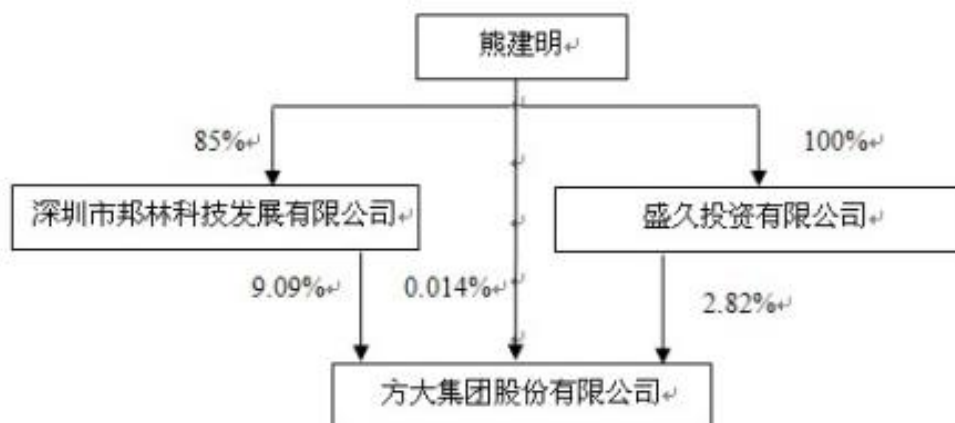 熊建明
85%
100%
深圳市邦林科技发展有限公司
盛久投资有限公司
9.09%
0.014%
2.82%
方大集团股份有限公司